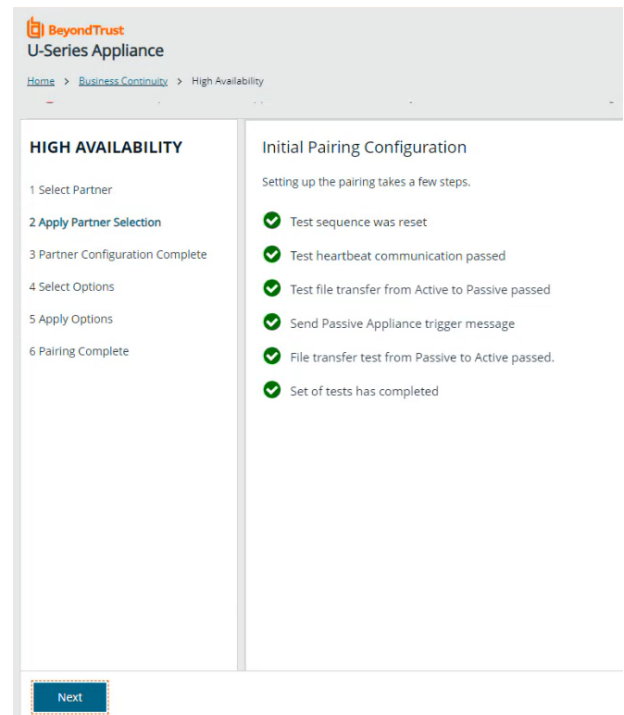 BeyondTrust
U-Series Appliance
Home > Business Continuity > High Availability
HIGH AVAILABILITY
1 Select Partner
2 Apply Partner Selection
3 Partner Configuration Complete
4 Select Options
5 Apply Options
6 Pairing Complete
Initial Pairing Configuration
Setting up the pairing takes a few steps.
Test sequence was reset
Test heartbeat communication passed
Test file transfer from Active to Passive passed
Send Passive Appliance trigger message
File transfer test from Passive to Active passed.
Set of tests has completed
Next